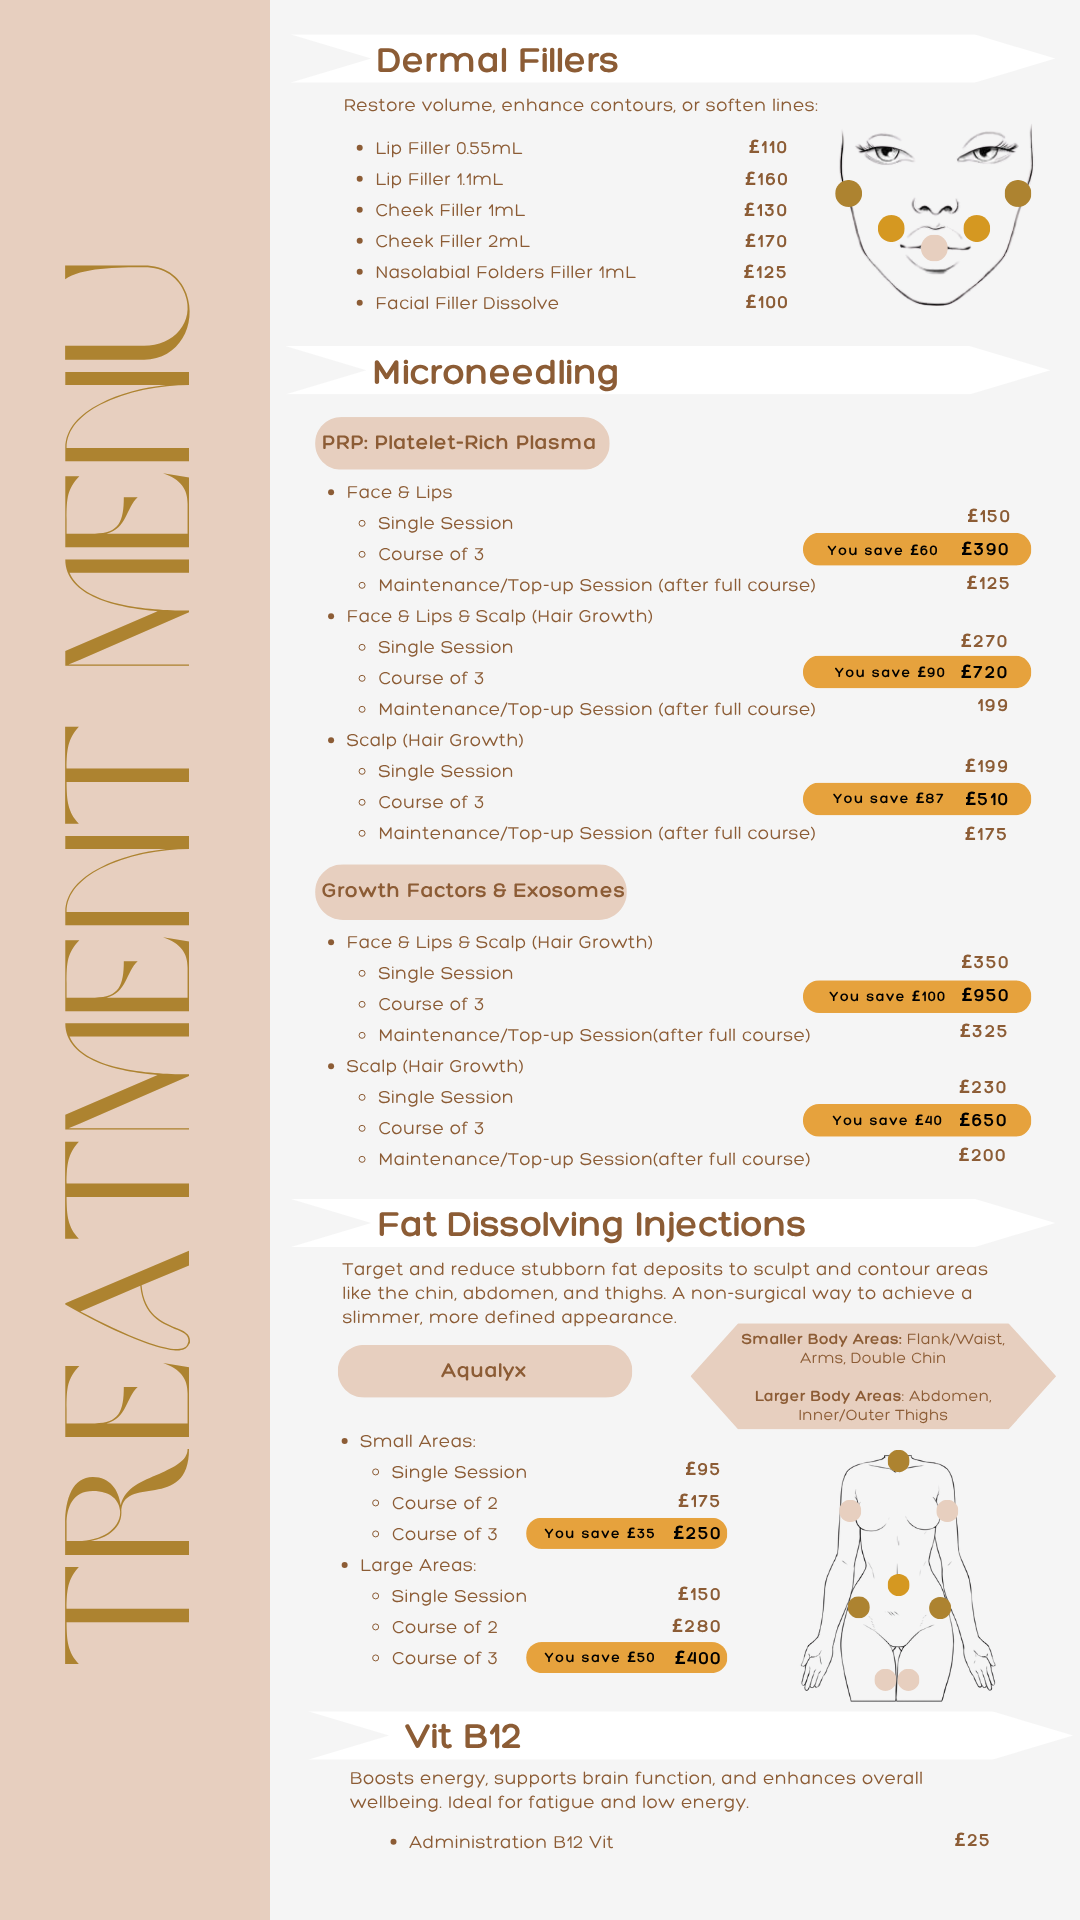 TREATMENT MENU
Dermal Fillers
Restore volume, enhance contours, or soften lines:
• Lip Filler 0.55mL £110
• Lip Filler 1.1mL £160
• Cheek Filler 1mL £130
• Cheek Filler 2mL £170
• Nasolabial Folders Filler 1mL £125
• Facial Filler Dissolve £100
Microneedling
PRP: Platelet-Rich Plasma
• Face & Lips
◦ Single Session £150
◦ Course of 3 You save £60 £390
◦ Maintenance/Top-up Session (after full course) £125
• Face & Lips & Scalp (Hair Growth)
◦ Single Session £270
◦ Course of 3 You save £90 £720
◦ Maintenance/Top-up Session (after full course) 199
• Scalp (Hair Growth)
◦ Single Session £199
◦ Course of 3 You save £87 £510
◦ Maintenance/Top-up Session (after full course) £175
Growth Factors & Exosomes
• Face & Lips & Scalp (Hair Growth)
◦ Single Session £350
◦ Course of 3 You save £100 £950
◦ Maintenance/Top-up Session(after full course) £325
• Scalp (Hair Growth)
◦ Single Session £230
◦ Course of 3 You save £40 £650
◦ Maintenance/Top-up Session(after full course) £200
Fat Dissolving Injections
Target and reduce stubborn fat deposits to sculpt and contour areas
like the chin, abdomen, and thighs. A non-surgical way to achieve a
slimmer, more defined appearance.
Smaller Body Areas: Flank/Waist,
Arms, Double Chin
Larger Body Areas: Abdomen,
Inner/Outer Thighs
Aqualyx
• Small Areas:
◦ Single Session £95
◦ Course of 2 £175
◦ Course of 3 You save £35 £250
• Large Areas:
◦ Single Session £150
◦ Course of 2 £280
◦ Course of 3 You save £50 £400
Vit B12
Boosts energy, supports brain function, and enhances overall
wellbeing. Ideal for fatigue and low energy.
• Administration B12 Vit £25